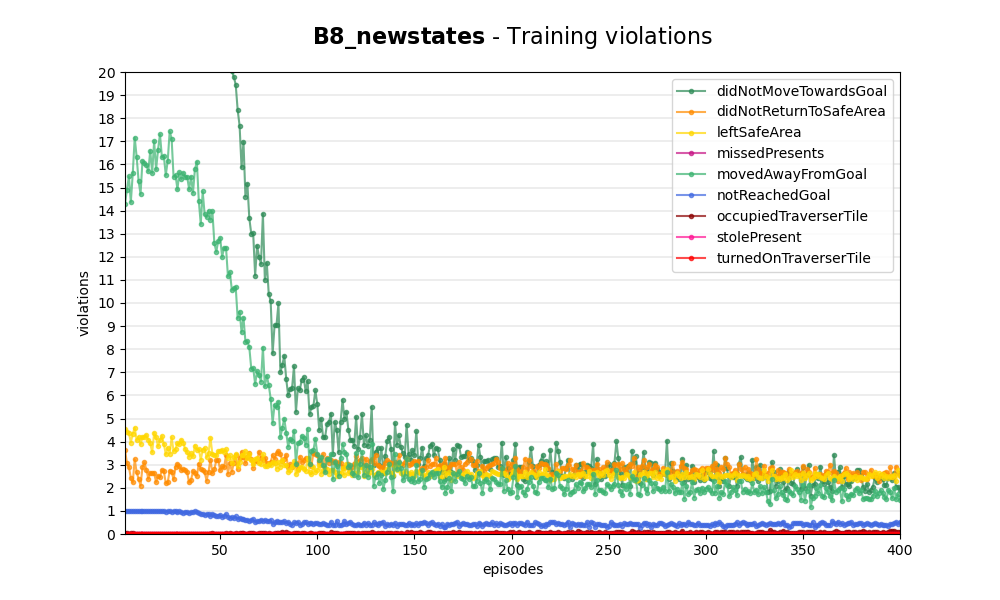 B8_newstates - Training violations
20
19
18
17
16
15
14
13
12
11
10
9
8
7
6
5
4
3
2
1
0
violations
didNotMoveTowardsGoal
didNotReturnToSafeArea
leftSafeArea
missedPresents
movedAwayFromGoal
notReachedGoal
occupiedTraverserTile
stolePresent
turnedOnTraverserTile
50 100 150 200 250 300 350 400
episodes